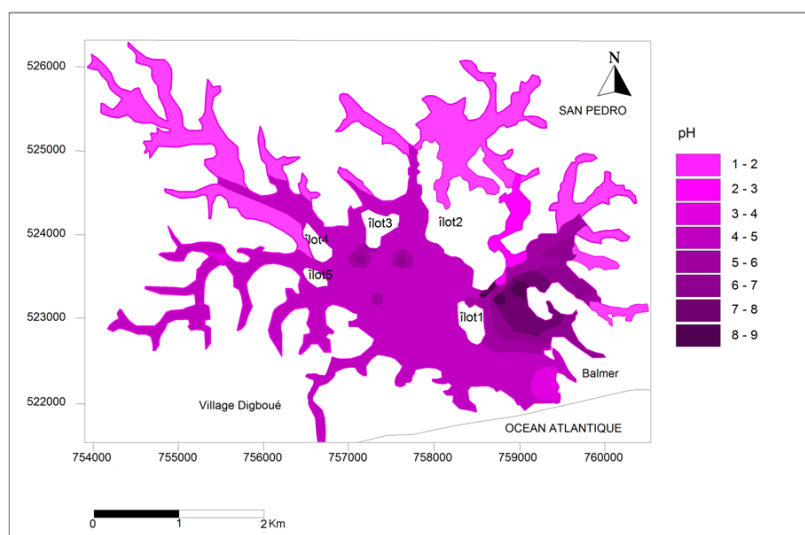 526000
525000
524000
523000
522000
N
SAN PEDRO
îlot3
îlot2
îlot4
îlot5
îlot1
Balmer
Village Digboué
OCEAN ATLANTIQUE
754000
755000
756000
757000
758000
759000
760000
0
1
2 Km
pH
1 - 2
2 - 3
3 - 4
4 - 5
5 - 6
6 - 7
7 - 8
8 - 9